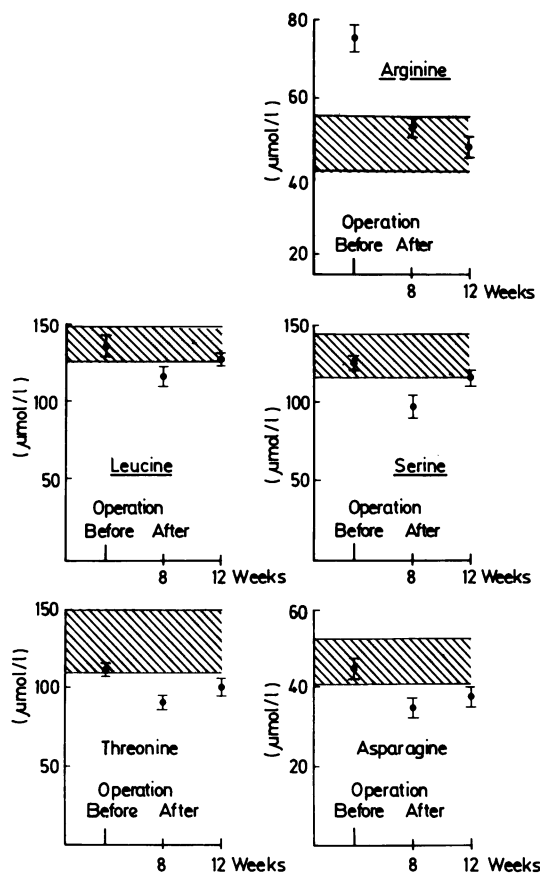 80
60
40
20
(µmol/l)
Arginine
Operation
Before After
8 12 Weeks
150
100
50
(µmol/l)
Leucine
Operation
Before After
8 12 Weeks
150
100
50
(µmol/l)
Serine
Operation
Before After
8 12 Weeks
150
100
50
(µmol/l)
Threonine
Operation
Before After
8 12 Weeks
60
40
20
(µmol/l)
Asparagine
Operation
Before After
8 12 Weeks